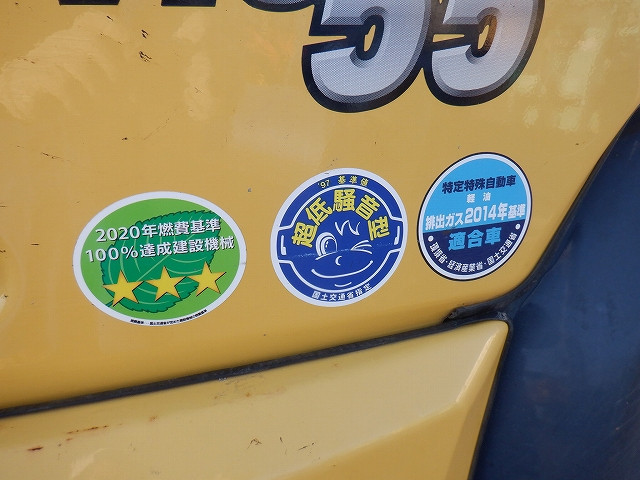 55
2020年燃費基準
100%達成建設機械
'97 基準値
超低騒音型
国土交通省指定
特定特殊自動車
軽油
排出ガス2014年基準
適合車
・環境省・経済産業省・国土交通省・